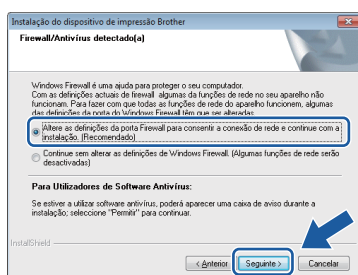 Instalação do dispositivo de impressão Brother
Firewall/Antivírus detectado(a)
Windows Firewall é uma ajuda para proteger o seu computador.
Com as definições actuais de firewall algumas da funções de rede no seu aparelho não
funcionam. Para fazer com que todas as funções de rede do aparelho funcionem, algumas
das definições da porta do Windows Firewall têm que ser alteradas.
Altere as definições da porta Firewall para consentir a conexão de rede e continue com a
instalação. (Recomendado)
Continue sem alterar as definições de Windows Firewall. (Algumas funções de rede serão
desactivadas)
Para Utilizadores de Software Antivírus:
Se estiver a utilizar software antivírus, poderá aparecer uma caixa de aviso durante a
instalação; seleccione "Permitir" para continuar.
InstallShield
< Anterior Seguinte > Cancelar